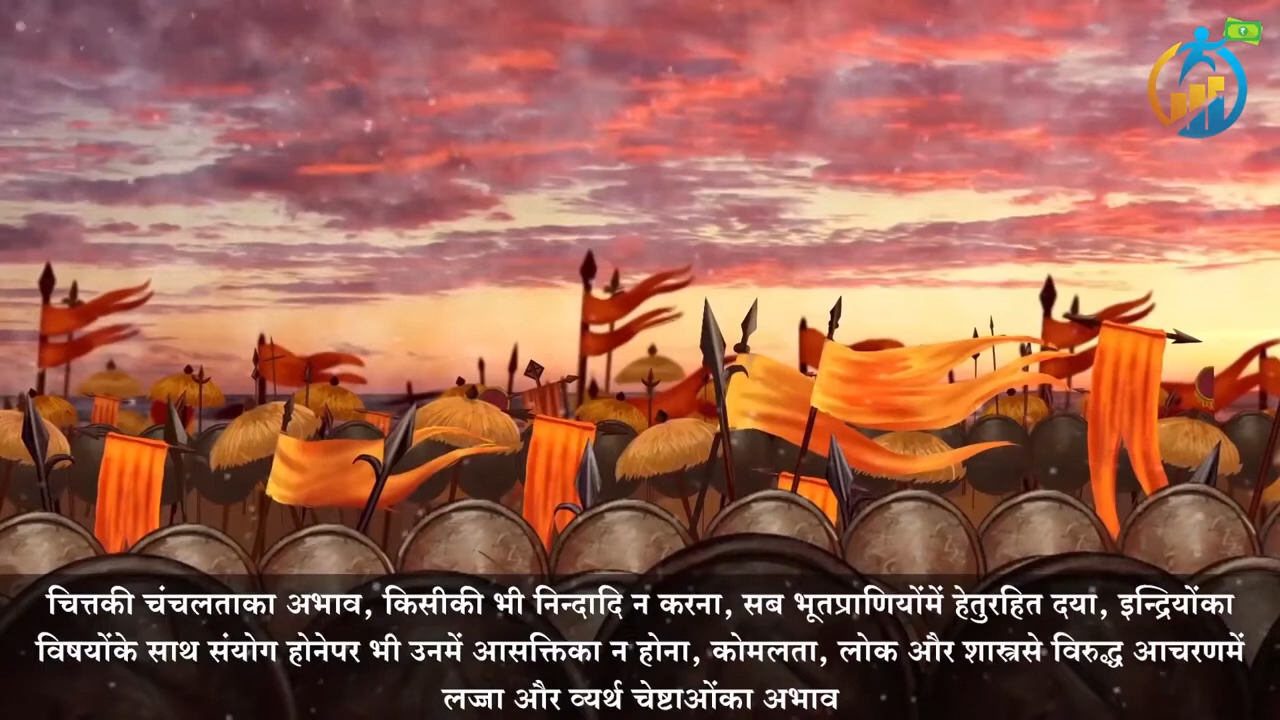 चित्तकी चंचलताका अभाव, किसीकी भी निन्दादि न करना, सब भूतप्राणियोंमें हेतुरहित दया, इन्द्रियोंका
विषयोंके साथ संयोग होनेपर भी उनमें आसक्तिका न होना, कोमलता, लोक और शास्त्रसे विरुद्ध आचरणमें
लज्जा और व्यर्थ चेष्टाओंका अभाव